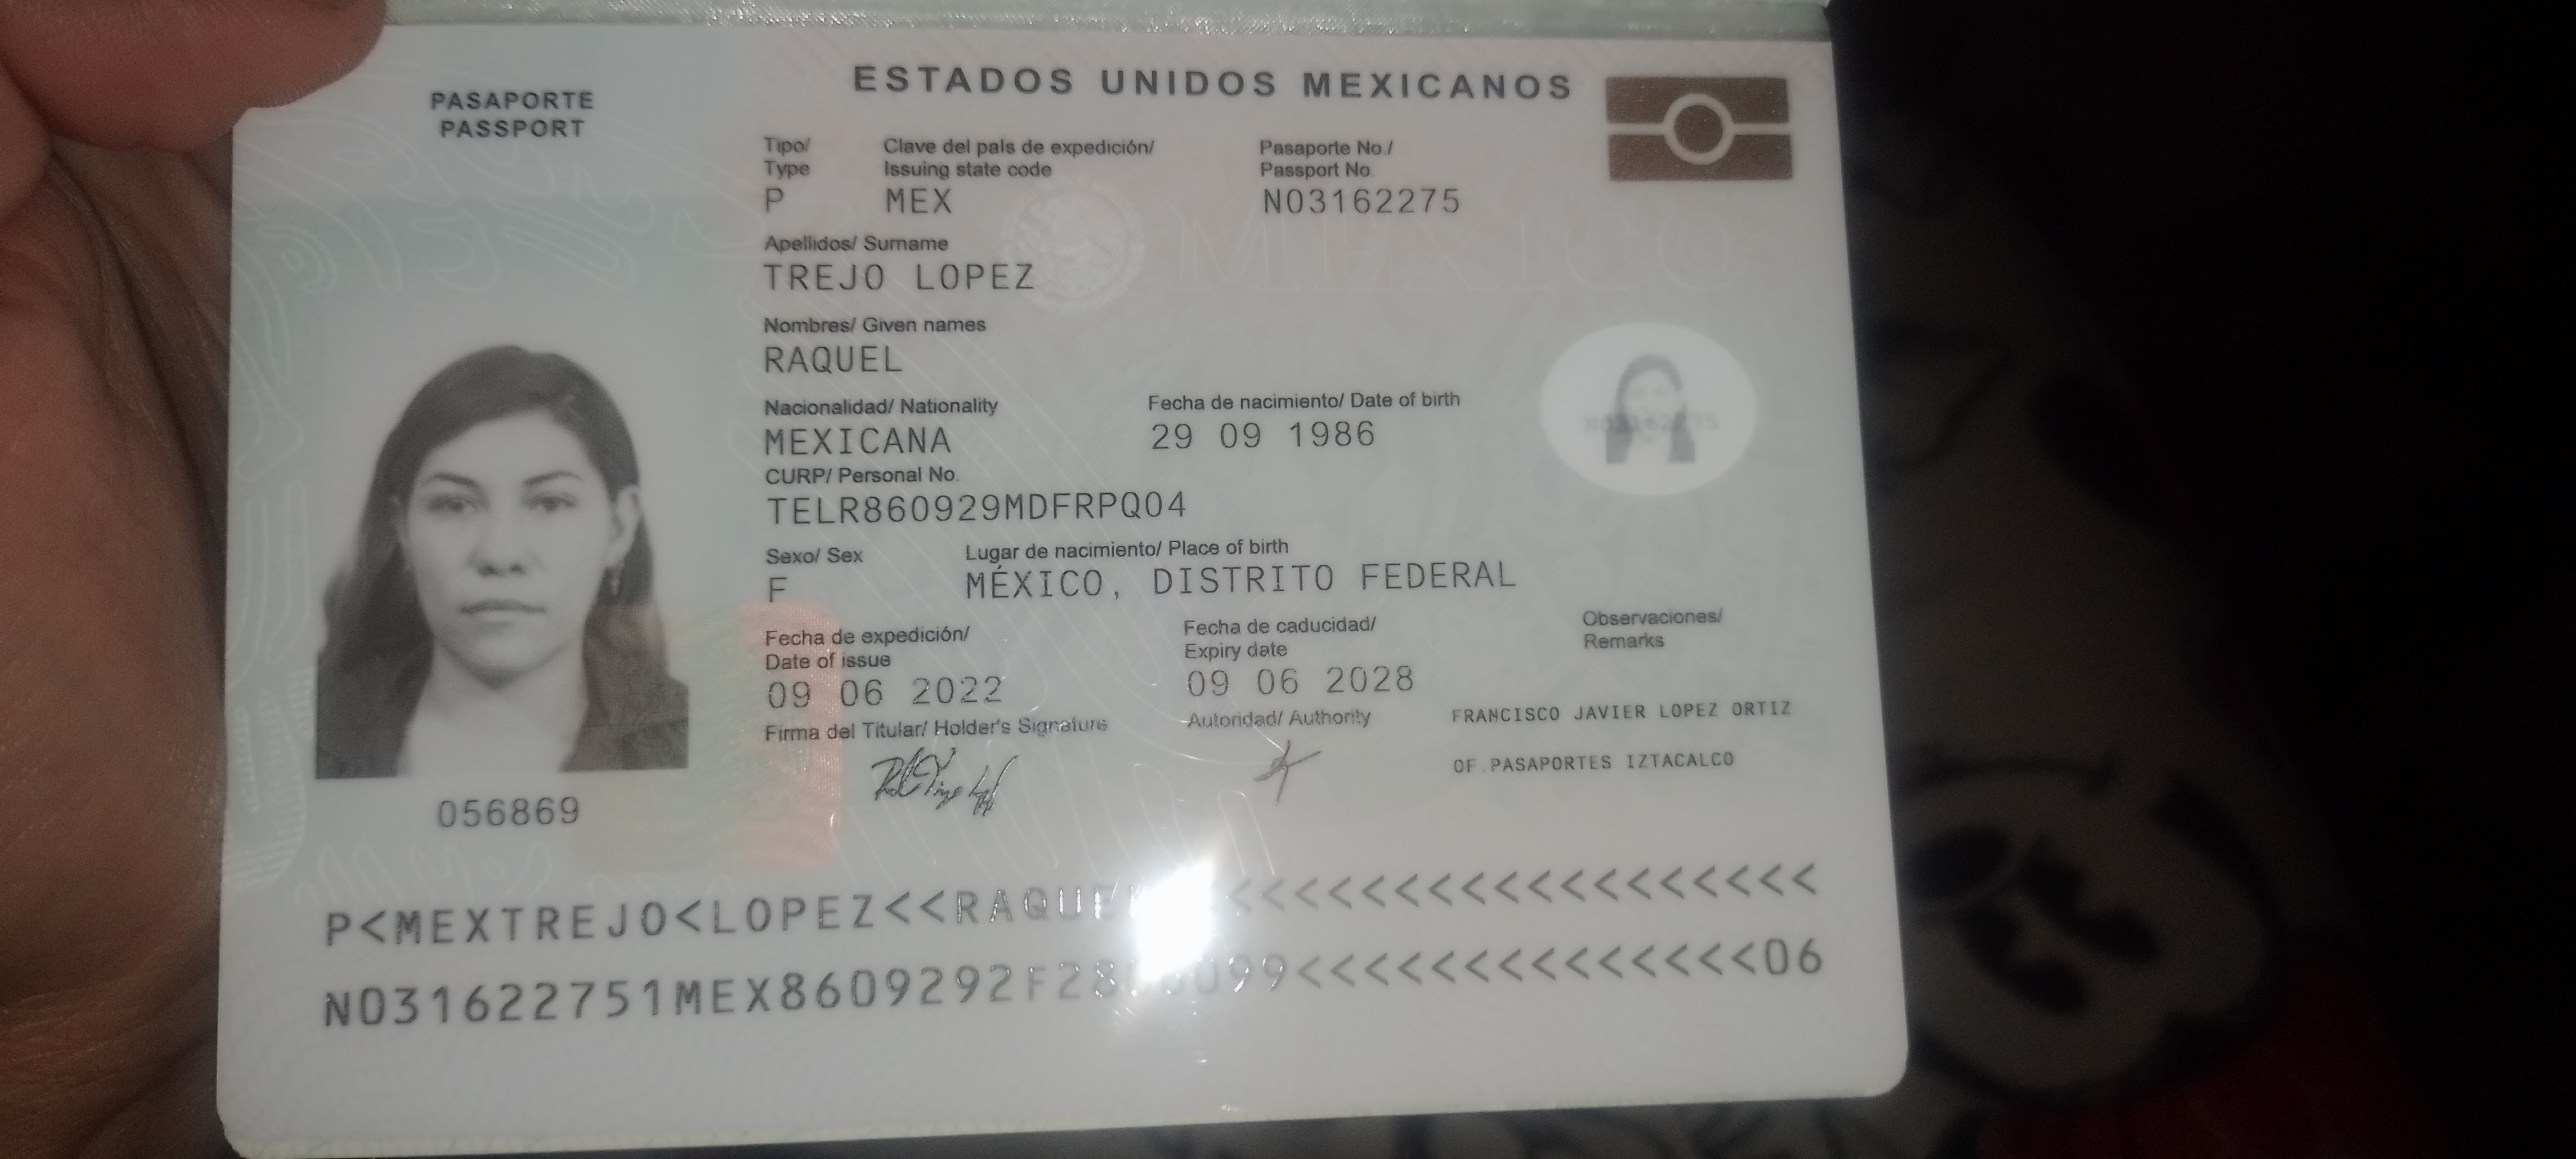 ESTADOS UNIDOS MEXICANOS
PASAPORTE
PASSPORT
Tipo/ Clave del país de expedición/ Pasaporte No./
Type Issuing state code Passport No.
P MEX N03162275
Apellidos/ Surname
TREJO LOPEZ
Nombres/ Given names
RAQUEL
Nacionalidad/ Nationality Fecha de nacimiento/ Date of birth
MEXICANA 29 09 1986
CURP/ Personal No.
TELR860929MDFRPQ04
Sexo/ Sex Lugar de nacimiento/ Place of birth
F MÉXICO, DISTRITO FEDERAL
Fecha de expedición/ Fecha de caducidad/ Observaciones/
Date of issue Expiry date Remarks
09 06 2022 09 06 2028
Firma del Titular/ Holder's Signature Autoridad/ Authority FRANCISCO JAVIER LOPEZ ORTIZ
OF.PASAPORTES IZTACALCO
056869
MEXICO
N03162275
P<MEXTREJO<LOPEZ<<RAQUE <<<<<<<<<<<<<<<<<<
N031622751MEX8609292F28 099<<<<<<<<<<<<<<06